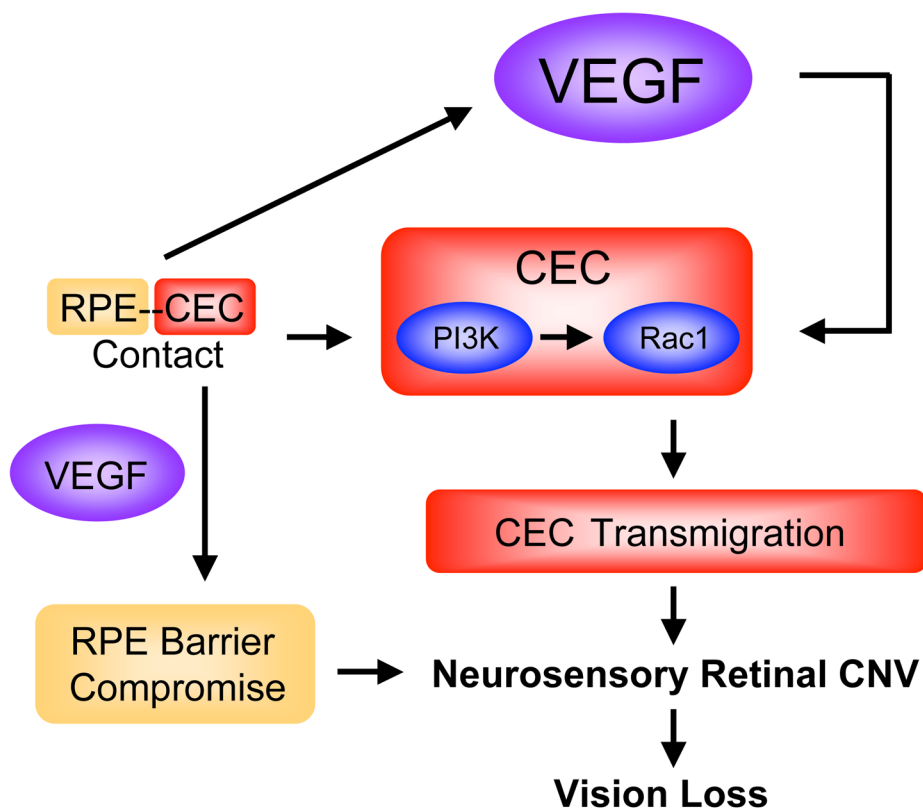 VEGF
CEC
RPE--CEC
Contact
PI3K
Rac1
VEGF
CEC Transmigration
RPE Barrier
Compromise
Neurosensory Retinal CNV
Vision Loss